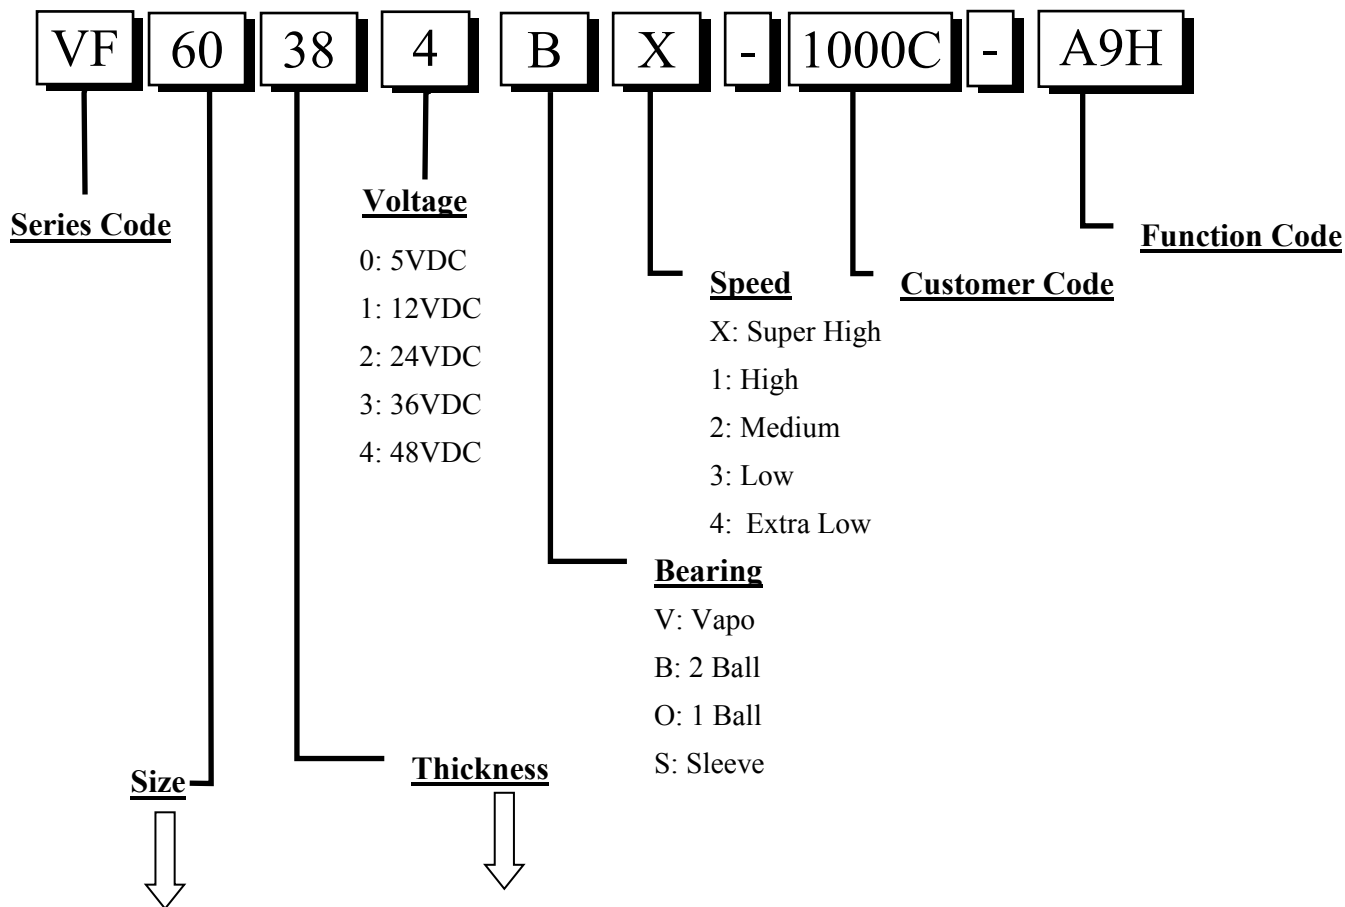 VF 60 38 4 B X - 1000C - A9H
Series Code
Voltage
0: 5VDC
1: 12VDC
2: 24VDC
3: 36VDC
4: 48VDC
Function Code
Customer Code
Speed
X: Super High
1: High
2: Medium
3: Low
4: Extra Low
Bearing
V: Vapo
B: 2 Ball
O: 1 Ball
S: Sleeve
Thickness
Size